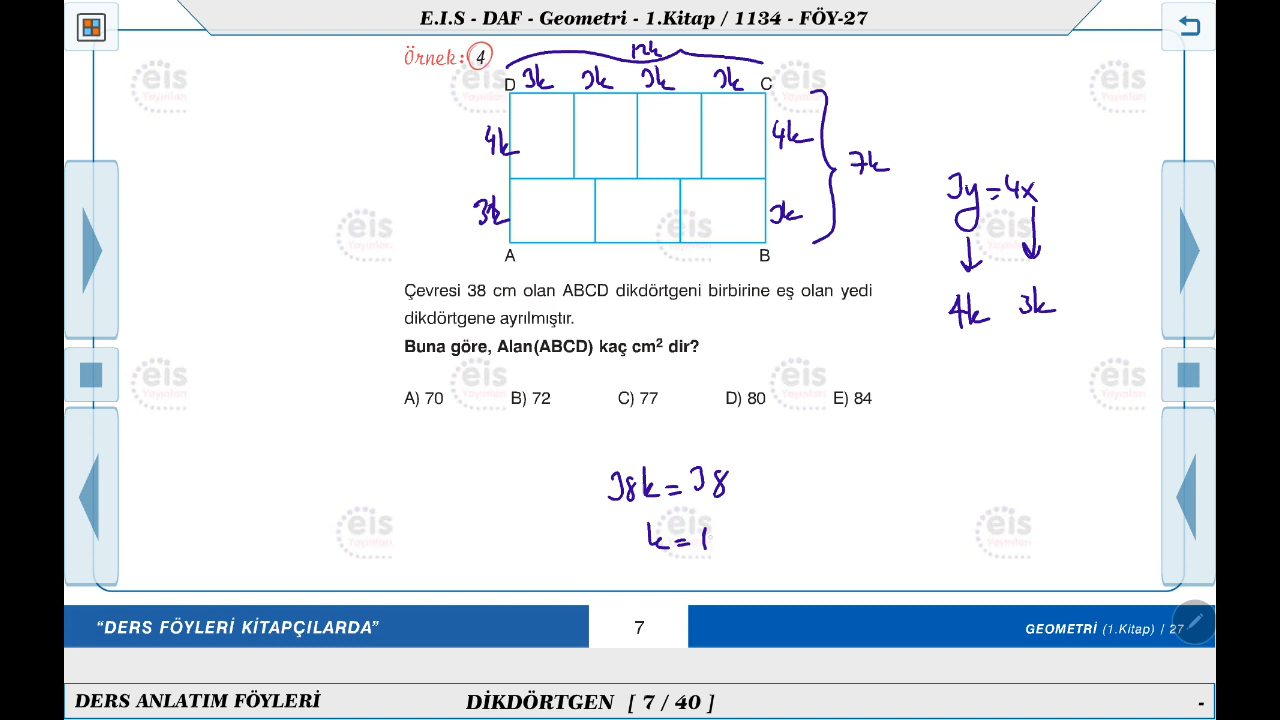 E.I.S - DAF - Geometri - 1.Kitap / 1134 - FÖY-27
Örnek: 4
12k
D 3k 3k 3k 3k C
4k 4k
7k
3k 3k
A B
3y = 4x
4k 3k
Çevresi 38 cm olan ABCD dikdörtgeni birbirine eş olan yedi
dikdörtgene ayrılmıştır.
Buna göre, Alan(ABCD) kaç cm² dir?
A) 70 B) 72 C) 77 D) 80 E) 84
38k = 38
k = 1
eis Yayınları
"DERS FÖYLERİ KİTAPÇILARDA"
7
GEOMETRİ (1.Kitap) / 27
DERS ANLATIM FÖYLERİ
DİKDÖRTGEN [ 7 / 40 ]
-